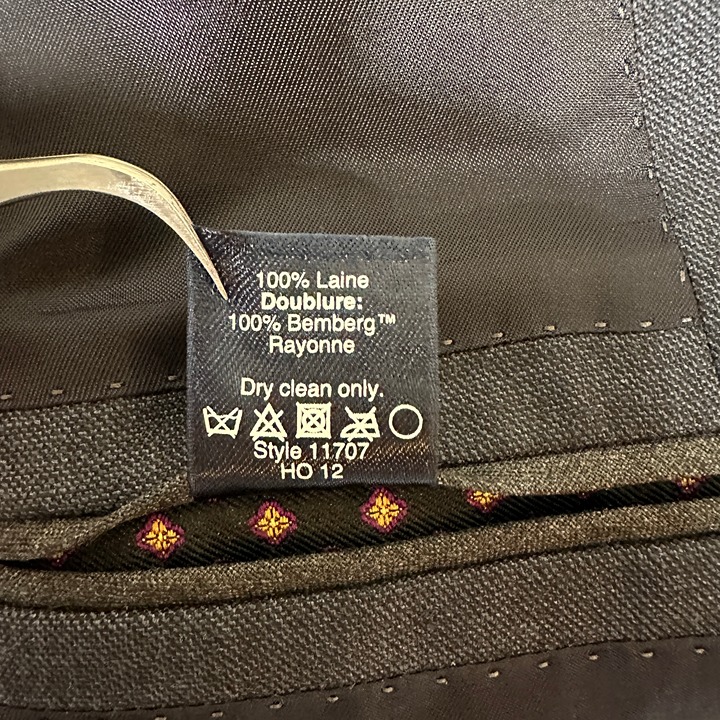 100% Laine
Doublure:
100% Bemberg™
Rayonne
Dry clean only.
Style 11707
HO 12